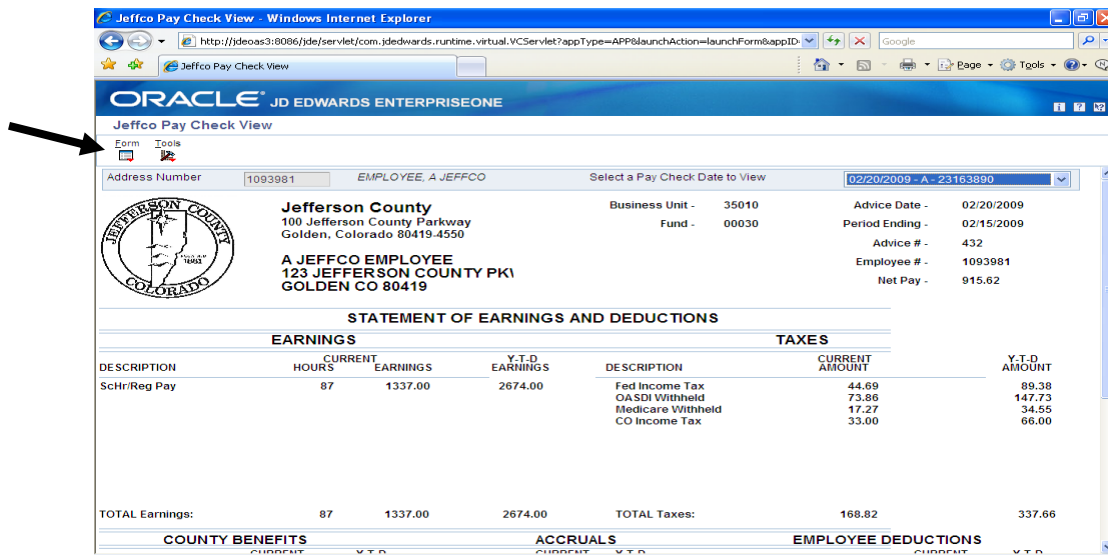 Jeffco Pay Check View - Windows Internet Explorer
http://jdeoas3:8086/jde/servlet/com.jdedwards.runtime.virtual.VCServlet?appType=APP&launchAction=launchForm&appID Google
Jeffco Pay Check View Page Tools
ORACLE JD EDWARDS ENTERPRISEONE
Jeffco Pay Check View
Form Tools
Address Number 1093981 EMPLOYEE, A JEFFCO Select a Pay Check Date to View 02/20/2009 - A - 23163890
JEFFERSON COUNTY COLORADO
Jefferson County Business Unit - 35010 Advice Date - 02/20/2009
100 Jefferson County Parkway Fund - 00030 Period Ending - 02/15/2009
Golden, Colorado 80419-4550 Advice # - 432
A JEFFCO EMPLOYEE Employee # - 1093981
123 JEFFERSON COUNTY PK\ Net Pay - 915.62
GOLDEN CO 80419
STATEMENT OF EARNINGS AND DEDUCTIONS
EARNINGS TAXES
CURRENT Y-T-D CURRENT Y-T-D
DESCRIPTION HOURS EARNINGS EARNINGS DESCRIPTION AMOUNT AMOUNT
ScHr/Reg Pay 87 1337.00 2674.00 Fed Income Tax 44.69 89.38
OASDI Withheld 73.86 147.73
Medicare Withheld 17.27 34.55
CO Income Tax 33.00 66.00
TOTAL Earnings: 87 1337.00 2674.00 TOTAL Taxes: 168.82 337.66
COUNTY BENEFITS ACCRUALS EMPLOYEE DEDUCTIONS
CURRENT Y-T-D CURRENT Y-T-D CURRENT Y-T-D